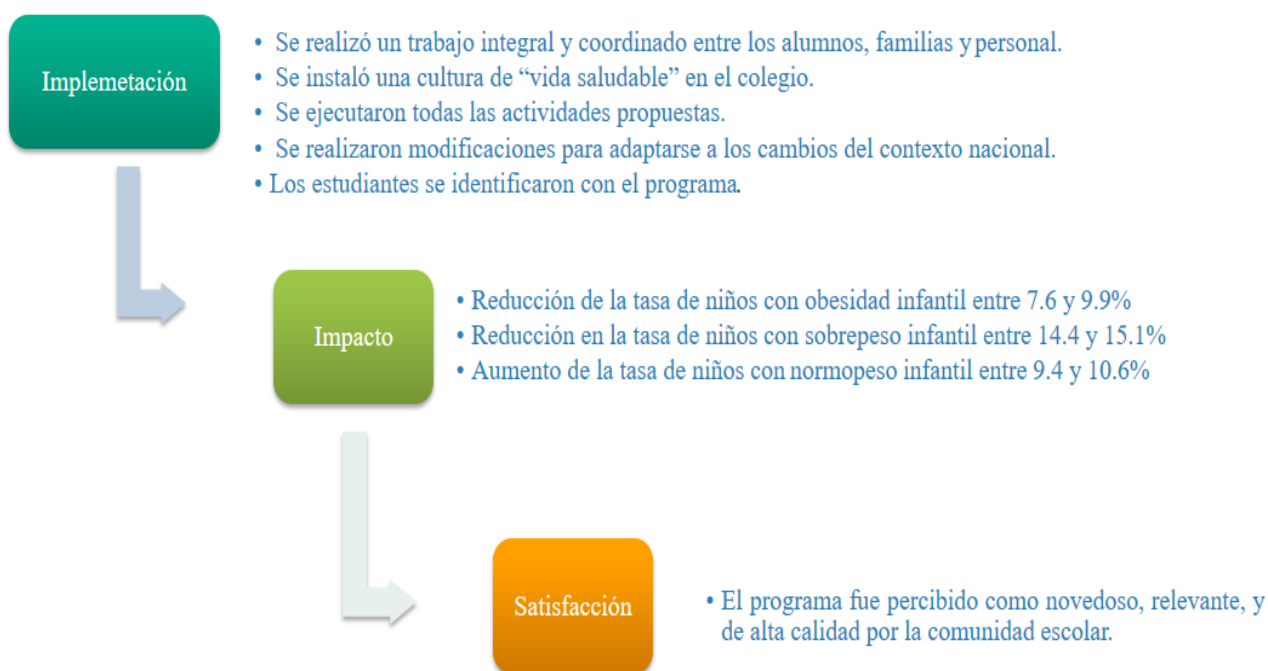 Implemetación
• Se realizó un trabajo integral y coordinado entre los alumnos, familias y personal.
• Se instaló una cultura de “vida saludable” en el colegio.
• Se ejecutaron todas las actividades propuestas.
• Se realizaron modificaciones para adaptarse a los cambios del contexto nacional.
• Los estudiantes se identificaron con el programa.
Impacto
• Reducción de la tasa de niños con obesidad infantil entre 7.6 y 9.9%
• Reducción en la tasa de niños con sobrepeso infantil entre 14.4 y 15.1%
• Aumento de la tasa de niños con normopeso infantil entre 9.4 y 10.6%
Satisfacción
• El programa fue percibido como novedoso, relevante, y
de alta calidad por la comunidad escolar.